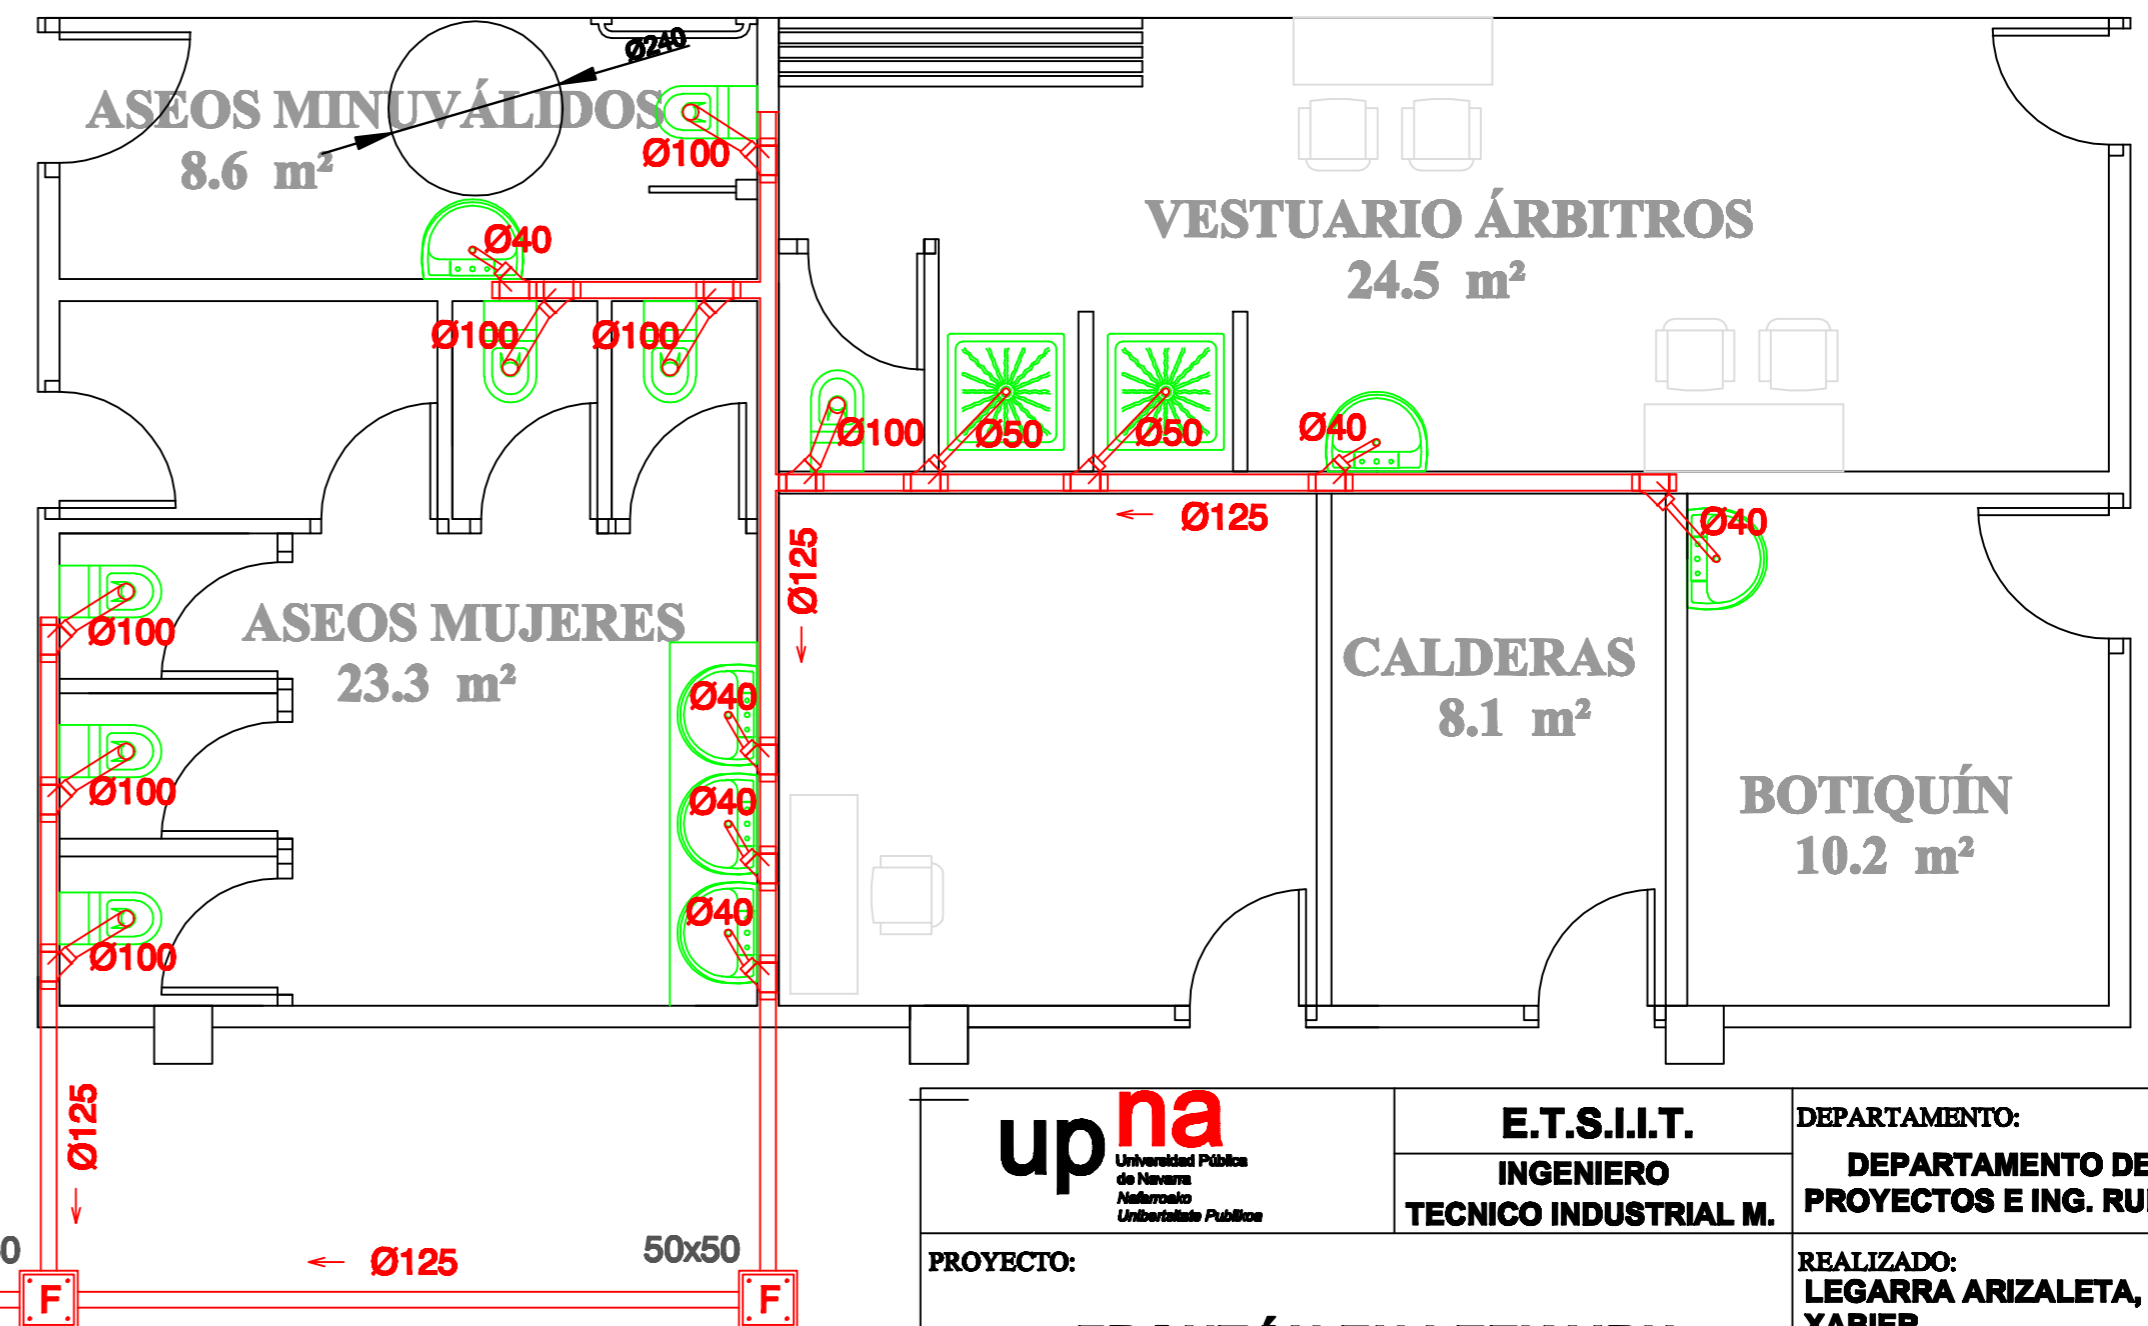 Ø240
ASEOS MINUVÁLIDOS
8.6 m²
Ø100
Ø40
Ø100
Ø100
VESTUARIO ÁRBITROS
24.5 m²
Ø100
Ø50
Ø50
Ø40
Ø125
Ø40
Ø125
ASEOS MUJERES
23.3 m²
Ø100
Ø100
Ø100
Ø40
Ø40
Ø40
CALDERAS
8.1 m²
BOTIQUÍN
10.2 m²
Ø125
Ø125
50x50
F
F
upna
Universidad Pública
de Navarra
Nafarroako
Unibertsitate Publikoa
E.T.S.I.I.T.
INGENIERO
TECNICO INDUSTRIAL M.
DEPARTAMENTO:
DEPARTAMENTO DE
PROYECTOS E ING.
PROYECTO:
REALIZADO:
LEGARRA ARIZALETA,
XABIER